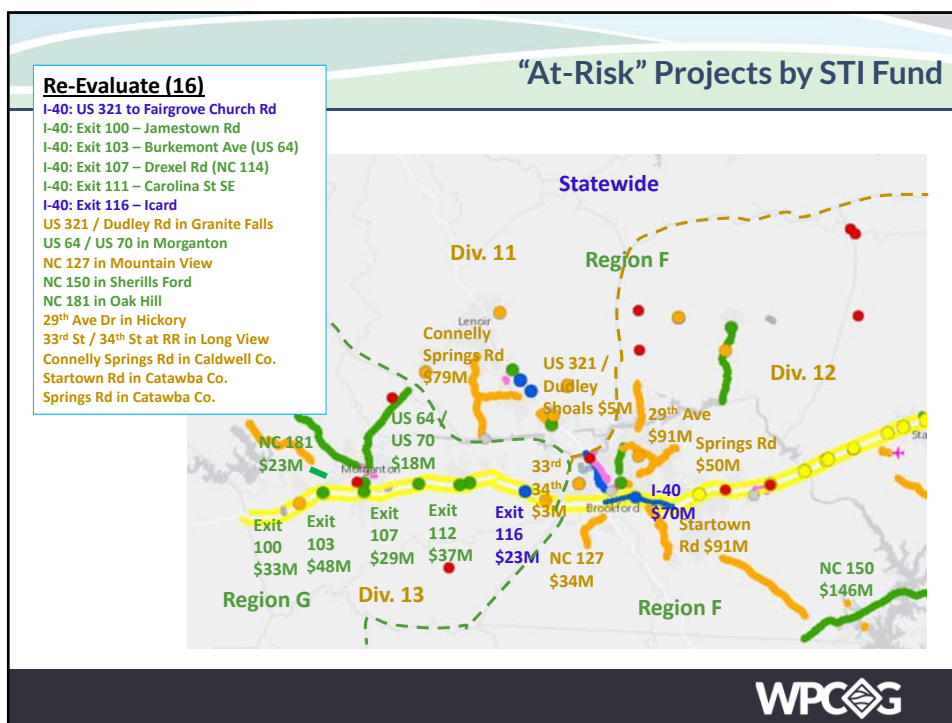 “At-Risk” Projects by STI Fund
Re-Evaluate (16)
I-40: US 321 to Fairgrove Church Rd
I-40: Exit 100 – Jamestown Rd
I-40: Exit 103 – Burkemont Ave (US 64)
I-40: Exit 107 – Drexel Rd (NC 114)
I-40: Exit 111 – Carolina St SE
I-40: Exit 116 – Icard
US 321 / Dudley Rd in Granite Falls
US 64 / US 70 in Morganton
NC 127 in Mountain View
NC 150 in Sherills Ford
NC 181 in Oak Hill
29th Ave Dr in Hickory
33rd St / 34th St at RR in Long View
Connelly Springs Rd in Caldwell Co.
Startown Rd in Catawba Co.
Springs Rd in Catawba Co.
Statewide
Div. 11
Region F
Lenoir
Connelly
Springs Rd
$79M
US 321 /
Dudley
Shoals $5M
Div. 12
29th Ave
$91M
Springs Rd
$50M
Sta
US 64 /
US 70
$18M
NC 181
$23M
Morganton
33rd
34th
$3M
Brookford
I-40
$70M
Startown
Rd $91M
Exit
100
$33M
Exit
103
$48M
Exit
107
$29M
Exit
112
$37M
Exit
116
$23M
NC 127
$34M
NC 150
$146M
Region G
Div. 13
Region F
WPCOG